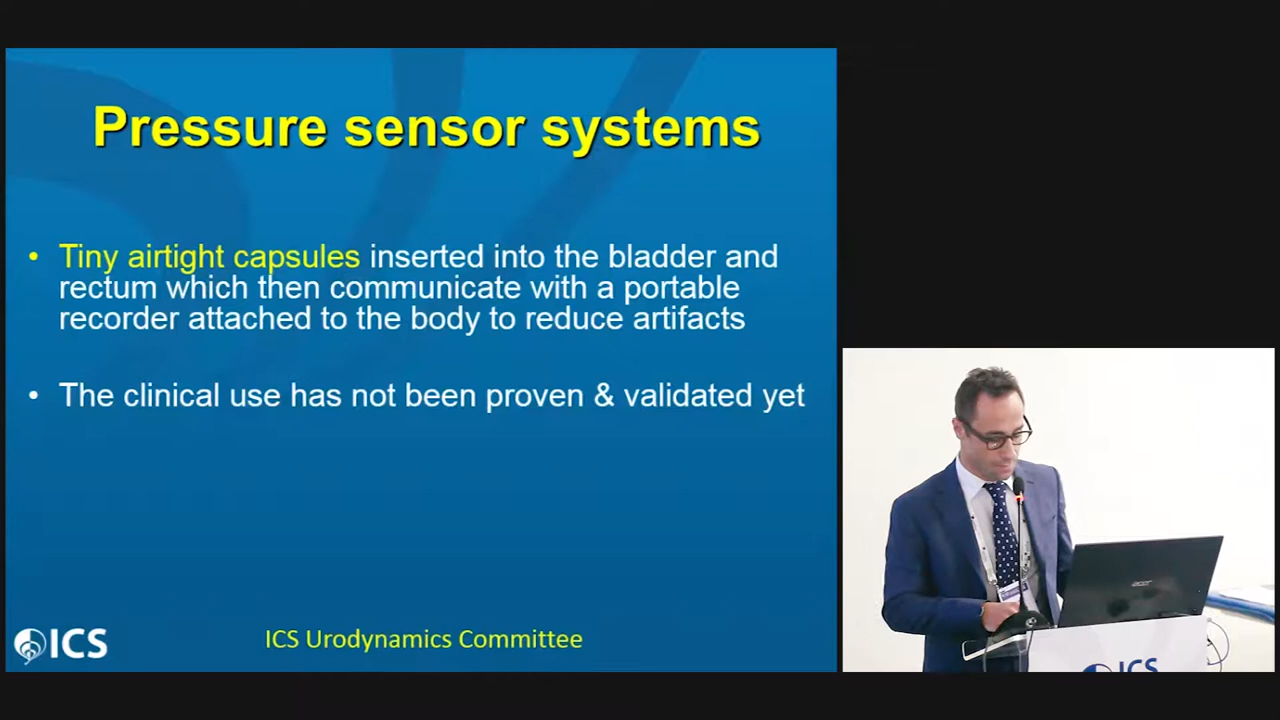 Pressure sensor systems
• Tiny airtight capsules inserted into the bladder and
rectum which then communicate with a portable
recorder attached to the body to reduce artifacts
• The clinical use has not been proven & validated yet
ICS
ICS Urodynamics Committee
acer
ICS